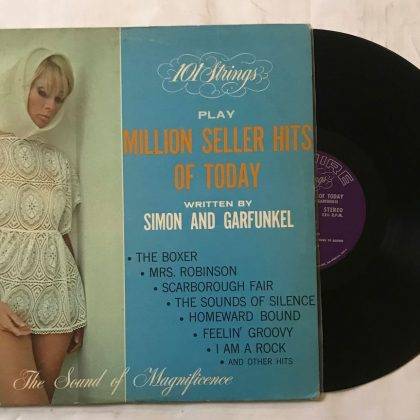 101 Strings
PLAY
MILLION SELLER HITS
OF TODAY
WRITTEN BY
SIMON AND GARFUNKEL
• THE BOXER
• MRS. ROBINSON
• SCARBOROUGH FAIR
• THE SOUNDS OF SILENCE
• HOMEWARD BOUND
• FEELIN' GROOVY
• I AM A ROCK
• AND OTHER HITS
The Sound of Magnificence
OF TODAY
STEREO